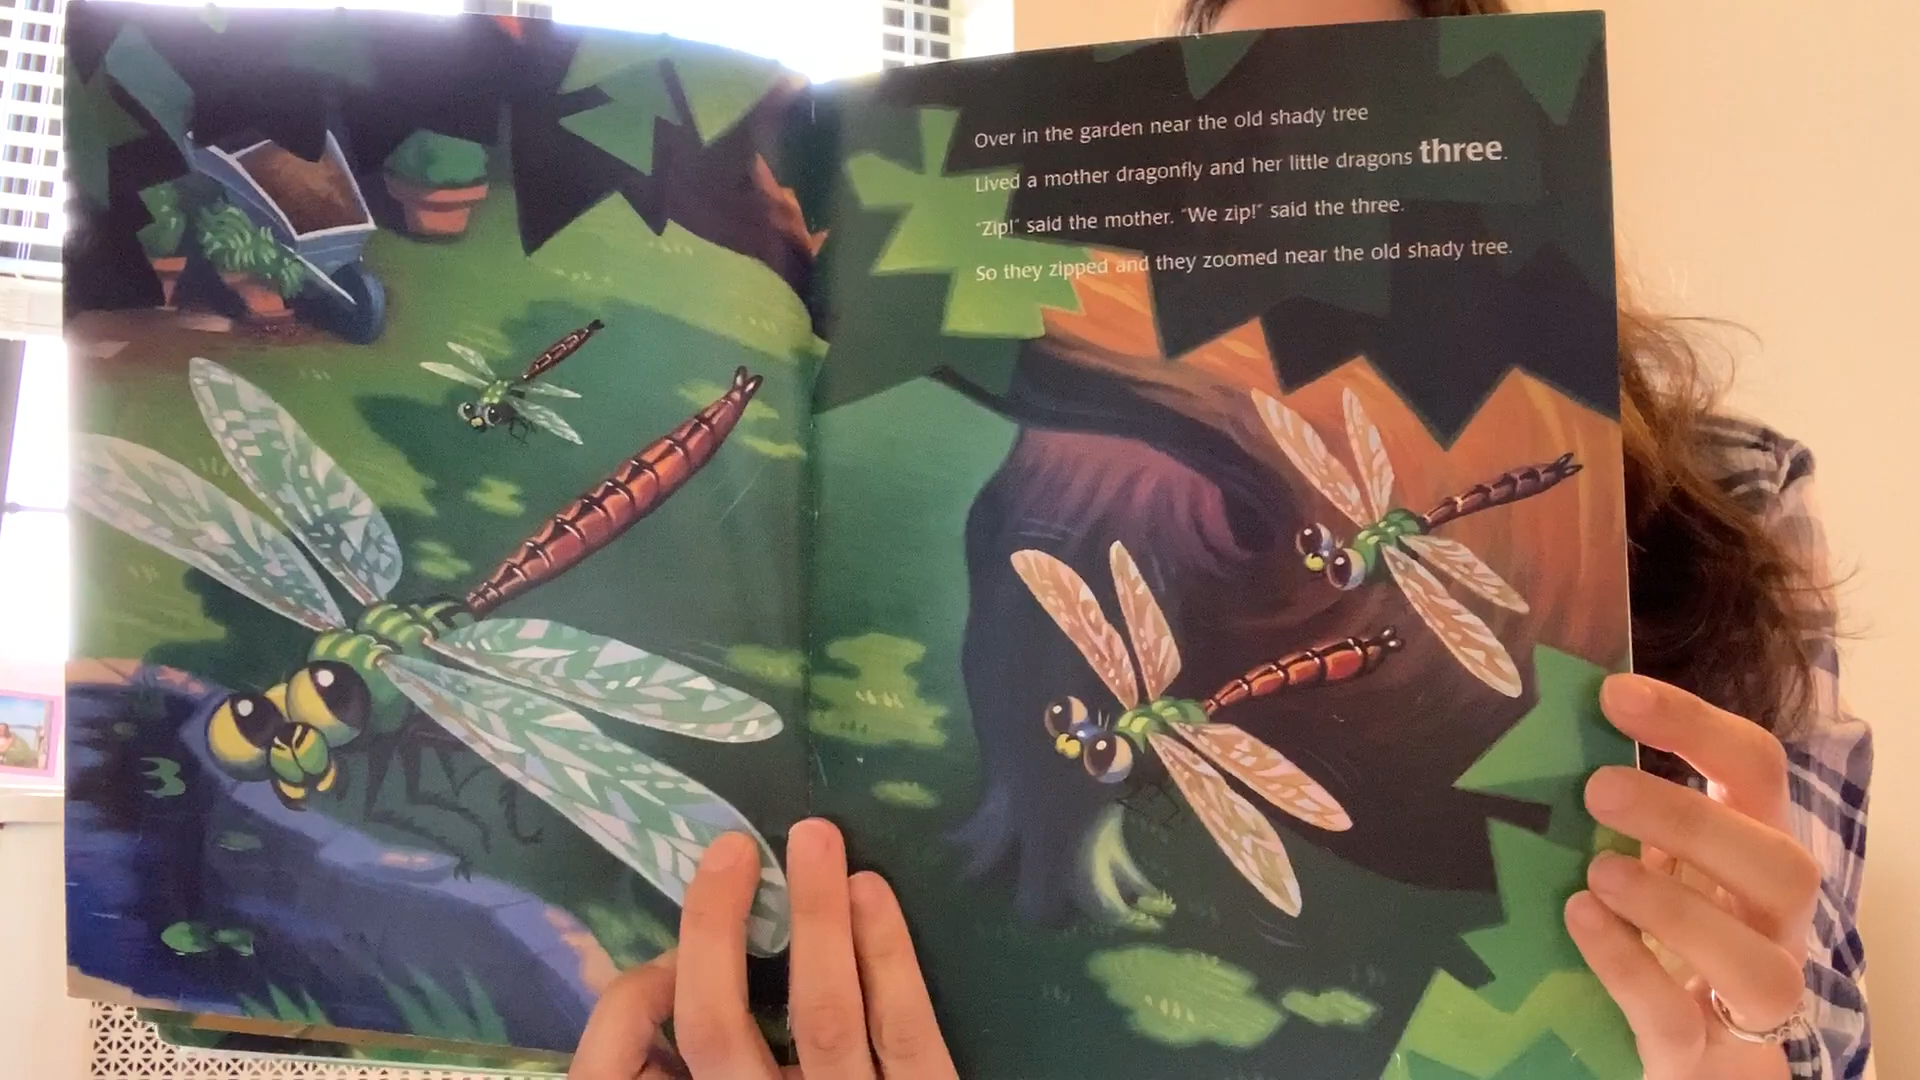 Over in the garden near the old shady tree
Lived a mother dragonfly and her little dragons three.
"Zip!" said the mother. "We zip!" said the three.
So they zipped and they zoomed near the old shady tree.
3